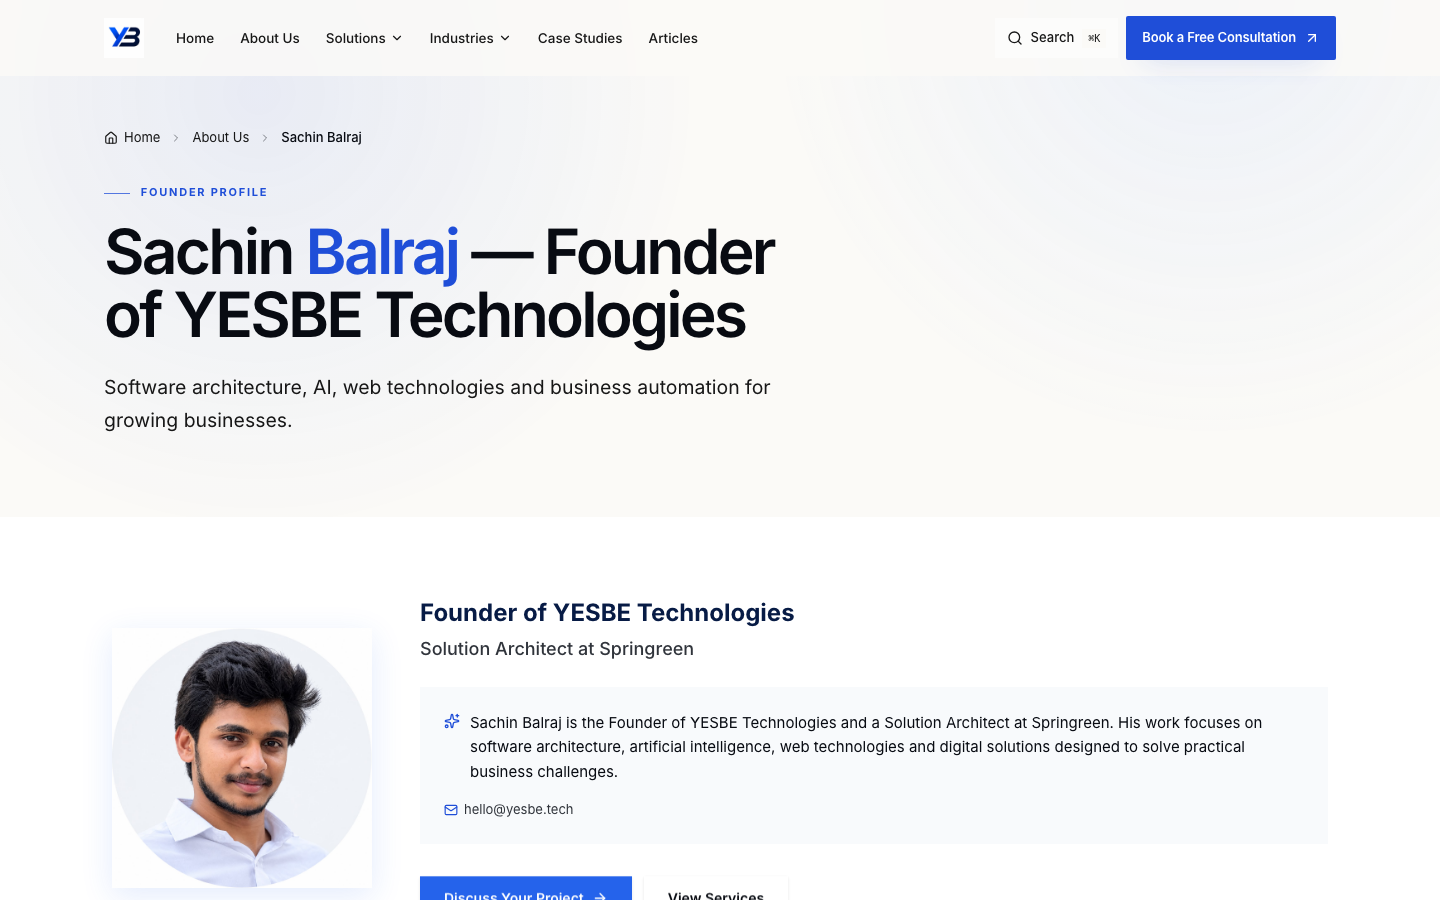 YB
Home
About Us
Solutions
Industries
Case Studies
Articles
Search ⌘K
Book a Free Consultation
Home
About Us
Sachin Balraj
FOUNDER PROFILE
Sachin Balraj — Founder
of YESBE Technologies
Software architecture, AI, web technologies and business automation for
growing businesses.
Founder of YESBE Technologies
Solution Architect at Springreen
Sachin Balraj is the Founder of YESBE Technologies and a Solution Architect at Springreen. His work focuses on
software architecture, artificial intelligence, web technologies and digital solutions designed to solve practical
business challenges.
hello@yesbe.tech
Discuss Your Project
View Services